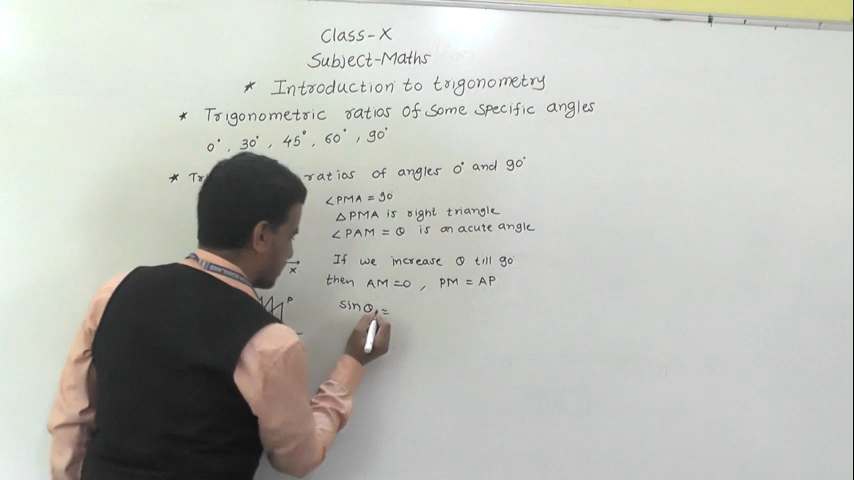 Class-X
Subject-Maths
* Introduction to trigonometry
* Trigonometric ratios of some specific angles
0°, 30°, 45°, 60°, 90°
* ratios of angles 0° and 90°
∠PMA = 90°
△PMA is right triangle
∠PAM = θ is an acute angle
x
If we increase θ till 90
then AM=0, PM = AP
P
sinθ =